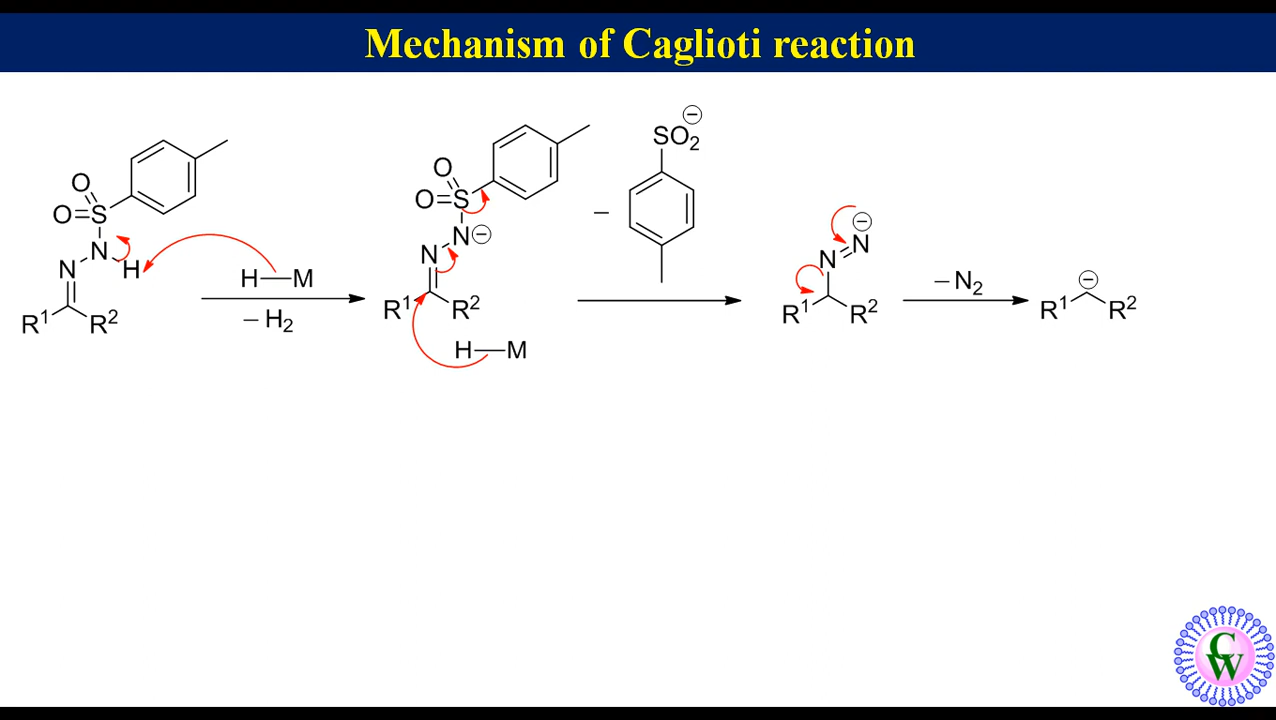 Mechanism of Caglioti reaction
O
O=S
N
N H
R¹ R²
H—M
– H₂
O
O=S
N⊖
N
R¹ R²
H—M
–
⊖
SO₂
⊖
N=N
R¹ R²
– N₂
⊖
R¹ R²
CW